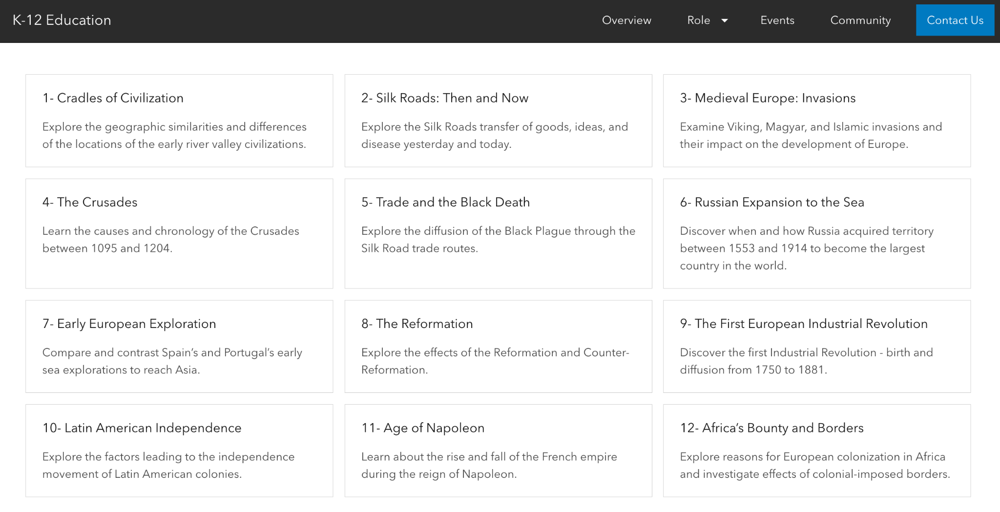 K-12 Education
Overview
Role
Events
Community
Contact Us
1- Cradles of Civilization
Explore the geographic similarities and differences
of the locations of the early river valley civilizations.
2- Silk Roads: Then and Now
Explore the Silk Roads transfer of goods, ideas, and
disease yesterday and today.
3- Medieval Europe: Invasions
Examine Viking, Magyar, and Islamic invasions and
their impact on the development of Europe.
4- The Crusades
Learn the causes and chronology of the Crusades
between 1095 and 1204.
5- Trade and the Black Death
Explore the diffusion of the Black Plague through the
Silk Road trade routes.
6- Russian Expansion to the Sea
Discover when and how Russia acquired territory
between 1553 and 1914 to become the largest
country in the world.
7- Early European Exploration
Compare and contrast Spain’s and Portugal’s early
sea explorations to reach Asia.
8- The Reformation
Explore the effects of the Reformation and Counter-
Reformation.
9- The First European Industrial Revolution
Discover the first Industrial Revolution - birth and
diffusion from 1750 to 1881.
10- Latin American Independence
Explore the factors leading to the independence
movement of Latin American colonies.
11- Age of Napoleon
Learn about the rise and fall of the French empire
during the reign of Napoleon.
12- Africa’s Bounty and Borders
Explore reasons for European colonization in Africa
and investigate effects of colonial-imposed borders.